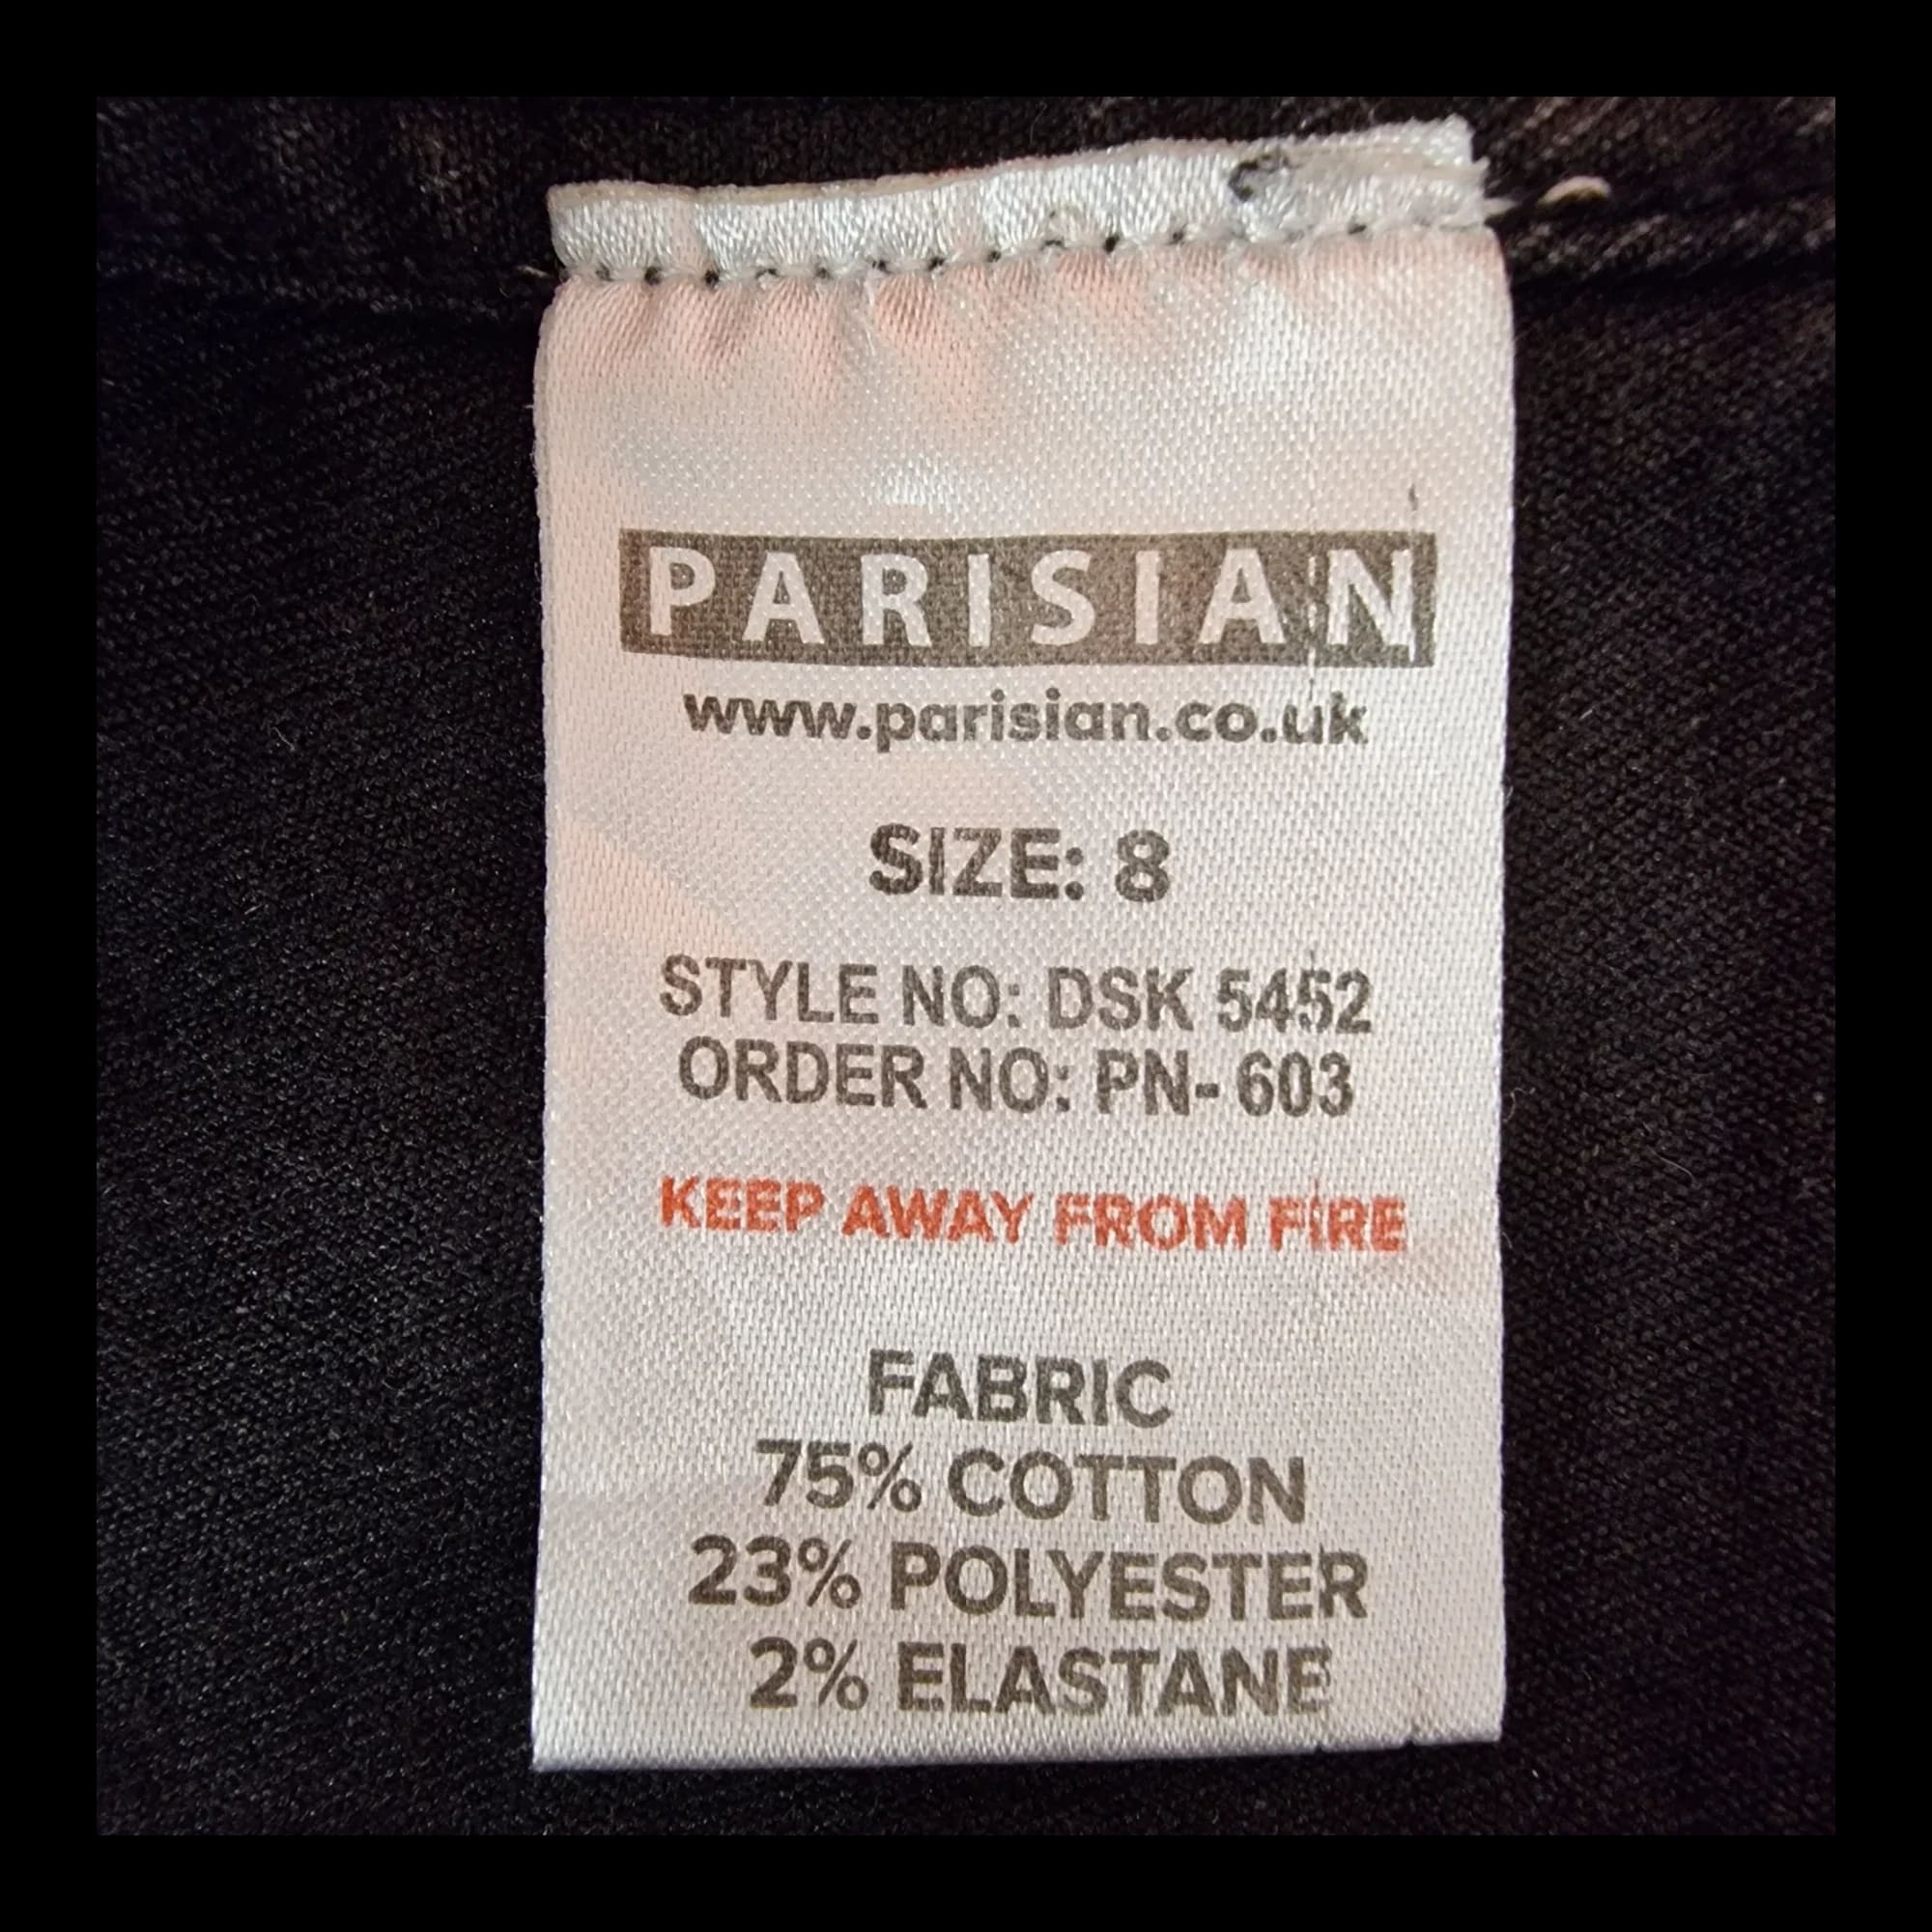 PARISIAN
www.parisian.co.uk
SIZE: 8
STYLE NO: DSK 5452
ORDER NO: PN- 603
KEEP AWAY FROM FIRE
FABRIC
75% COTTON
23% POLYESTER
2% ELASTANE